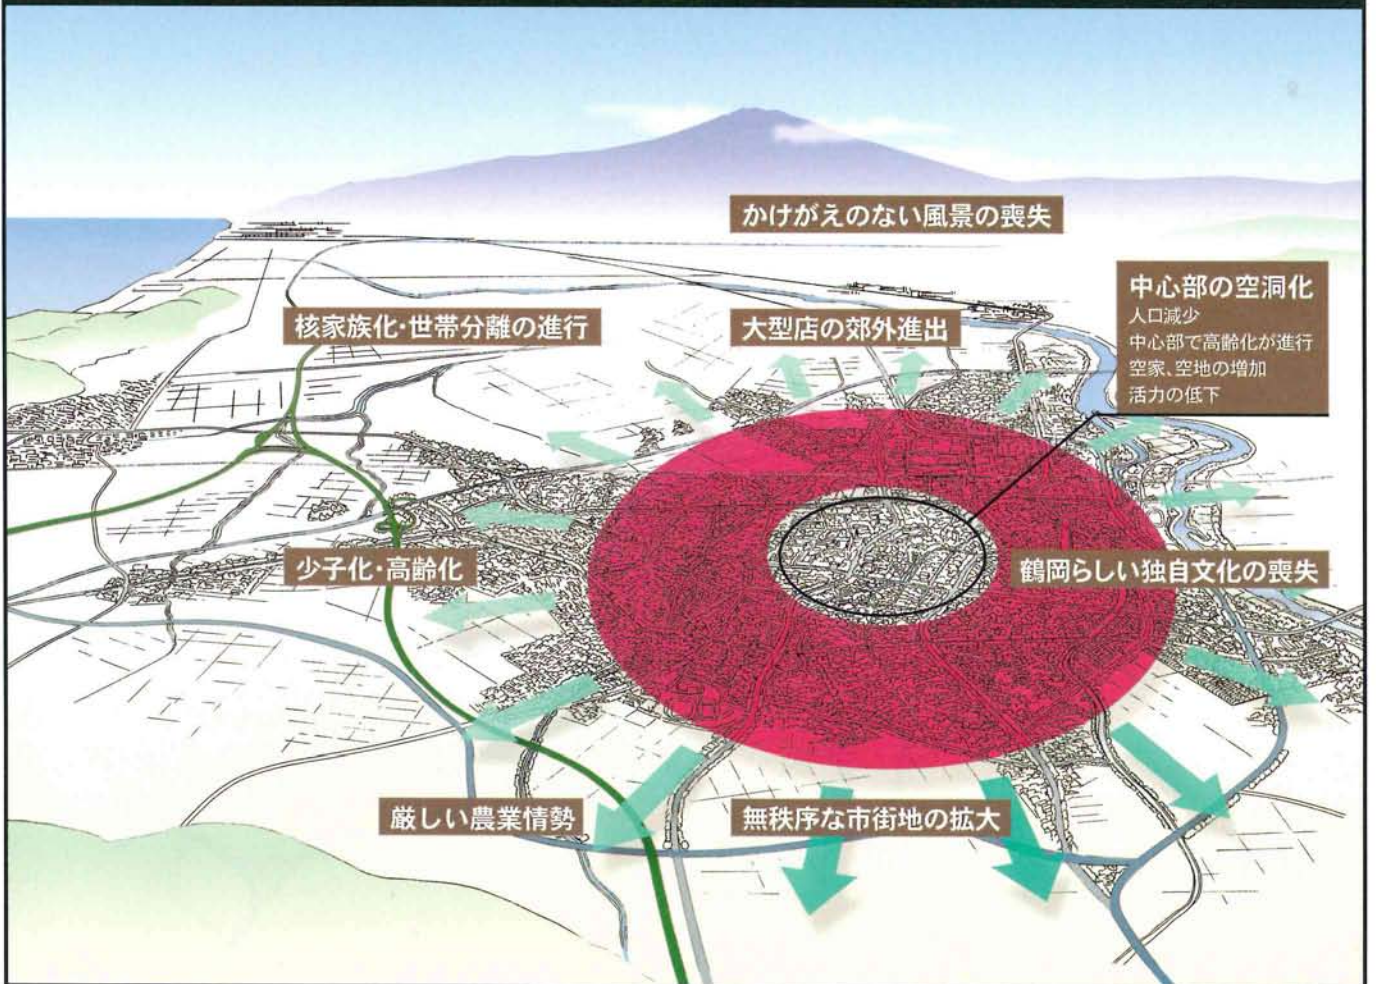 かけがえのない風景の喪失
中心部の空洞化
人口減少
中心部で高齢化が進行
空家、空地の増加
活力の低下
核家族化・世帯分離の進行
大型店の郊外進出
少子化・高齢化
鶴岡らしい独自文化の喪失
厳しい農業情勢
無秩序な市街地の拡大